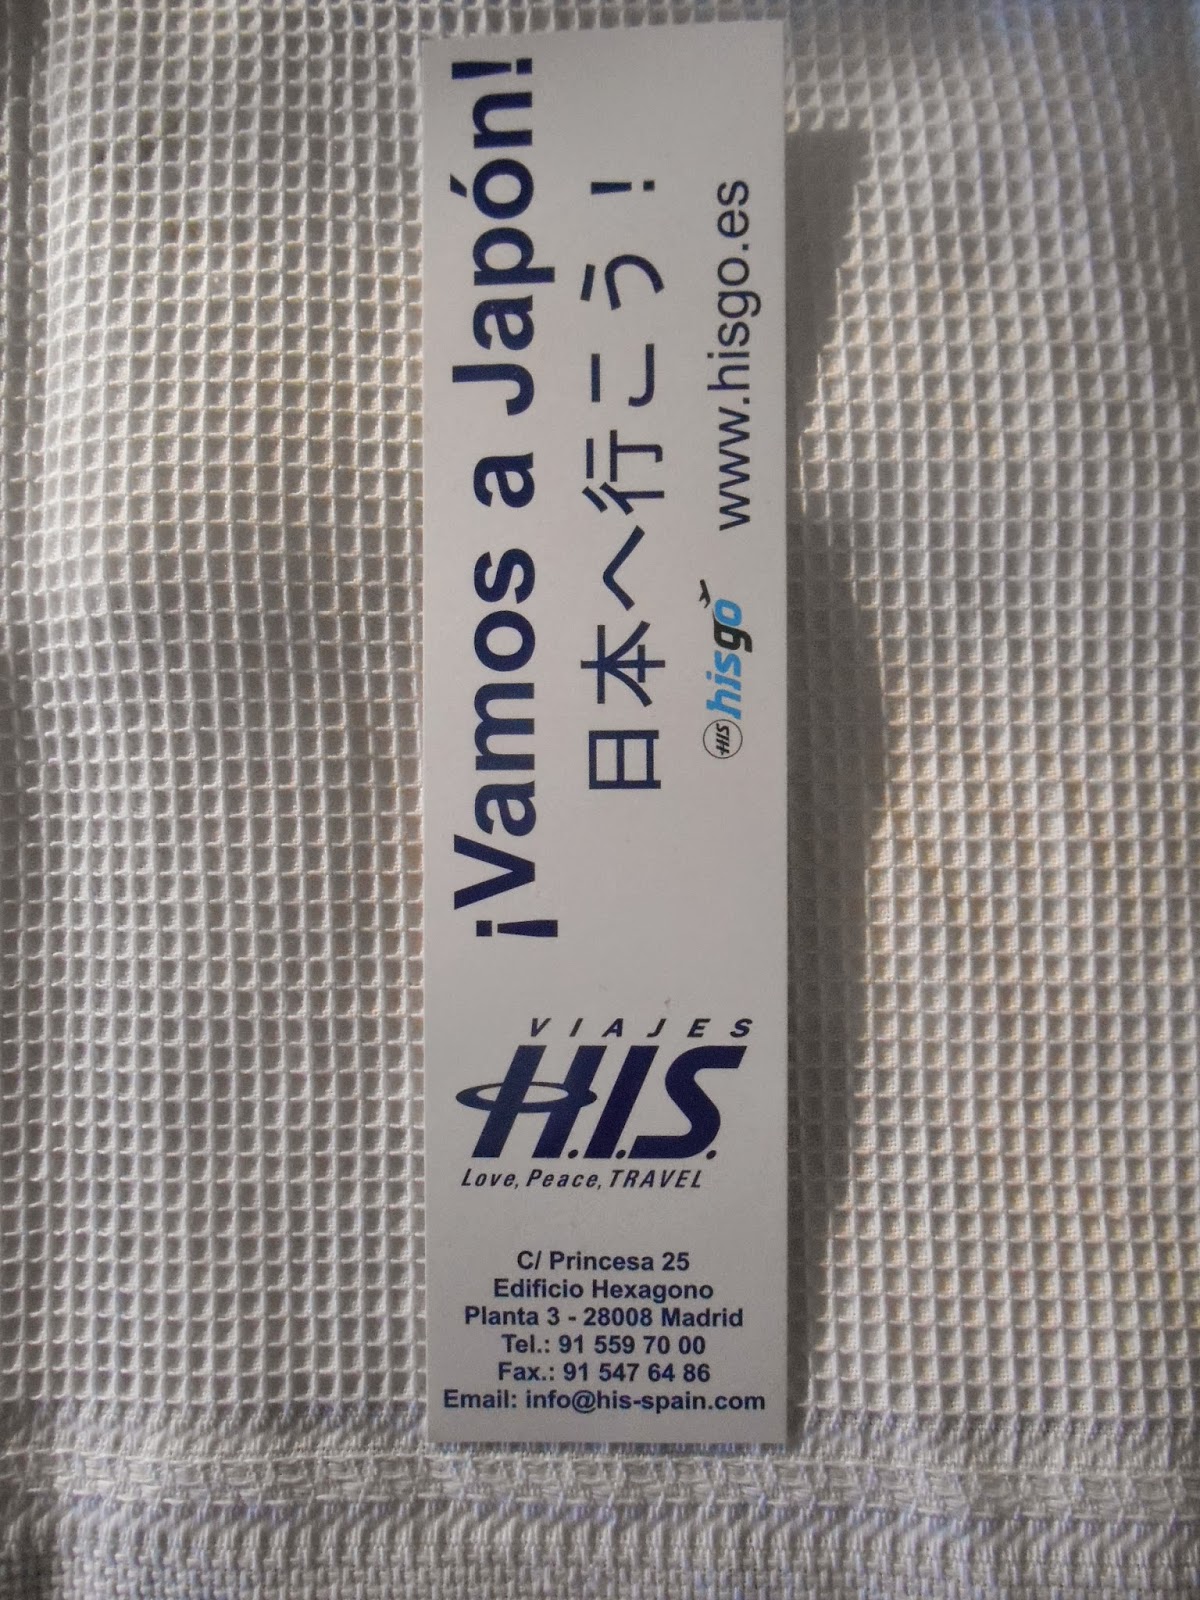 ¡Vamos a Japón!
日本へ行こう！
HIS hisgo www.hisgo.es
VIAJES
H.I.S.
Love, Peace, TRAVEL
C/ Princesa 25
Edificio Hexagono
Planta 3 - 28008 Madrid
Tel.: 91 559 70 00
Fax.: 91 547 64 86
Email: info@his-spain.com